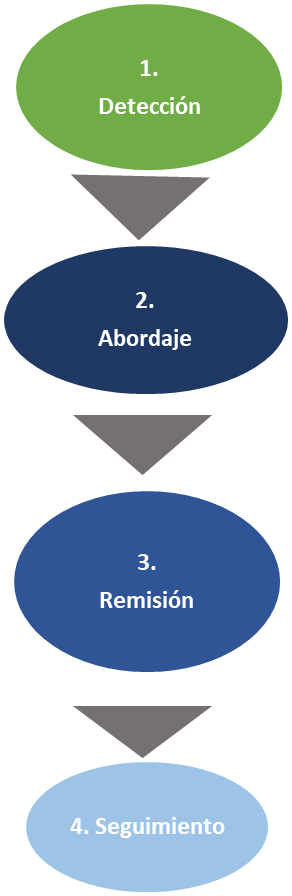 1.
Detección
2.
Abordaje
3.
Remisión
4. Seguimiento